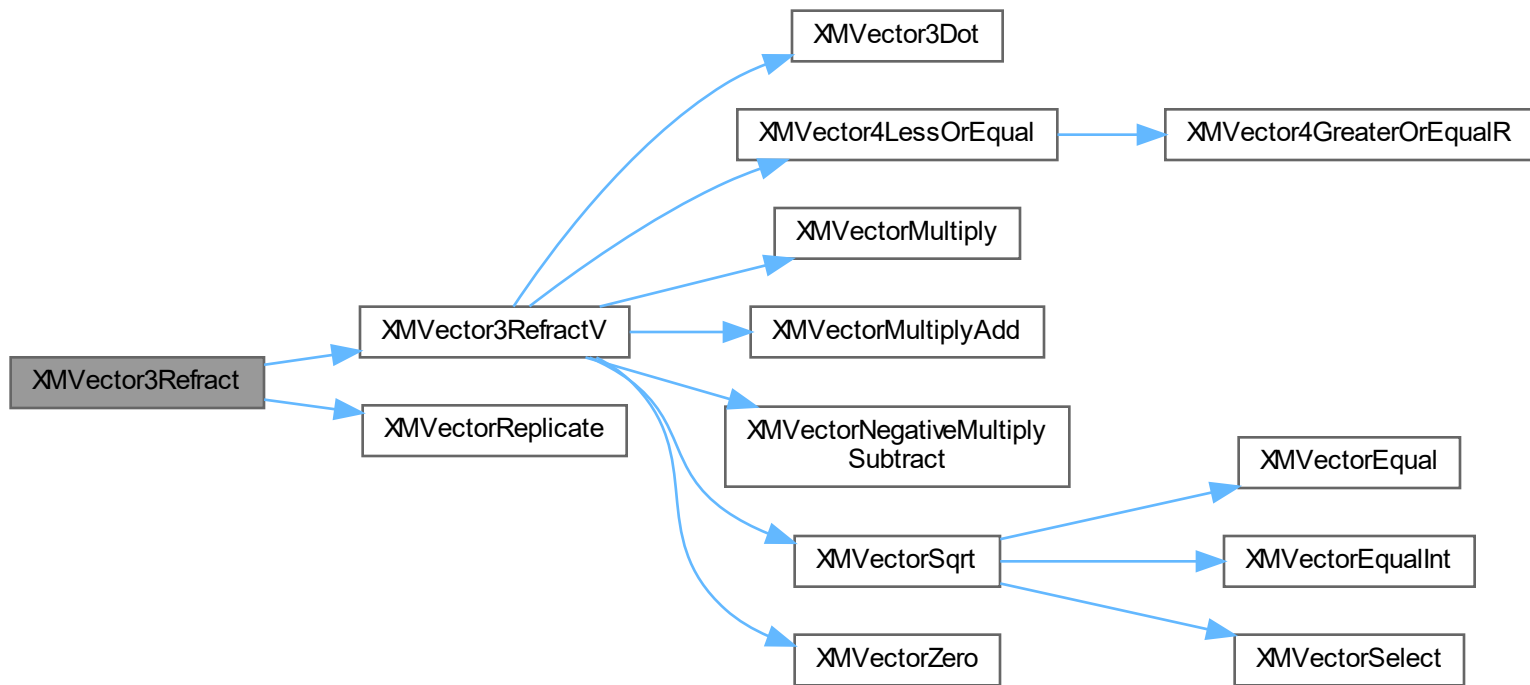 XMVector3Dot
XMVector4LessOrEqual
XMVector4GreaterOrEqualR
XMVectorMultiply
XMVector3RefractV
XMVectorMultiplyAdd
XMVector3Refract
XMVectorReplicate
XMVectorNegativeMultiply
Subtract
XMVectorEqual
XMVectorSqrt
XMVectorEqualInt
XMVectorZero
XMVectorSelect